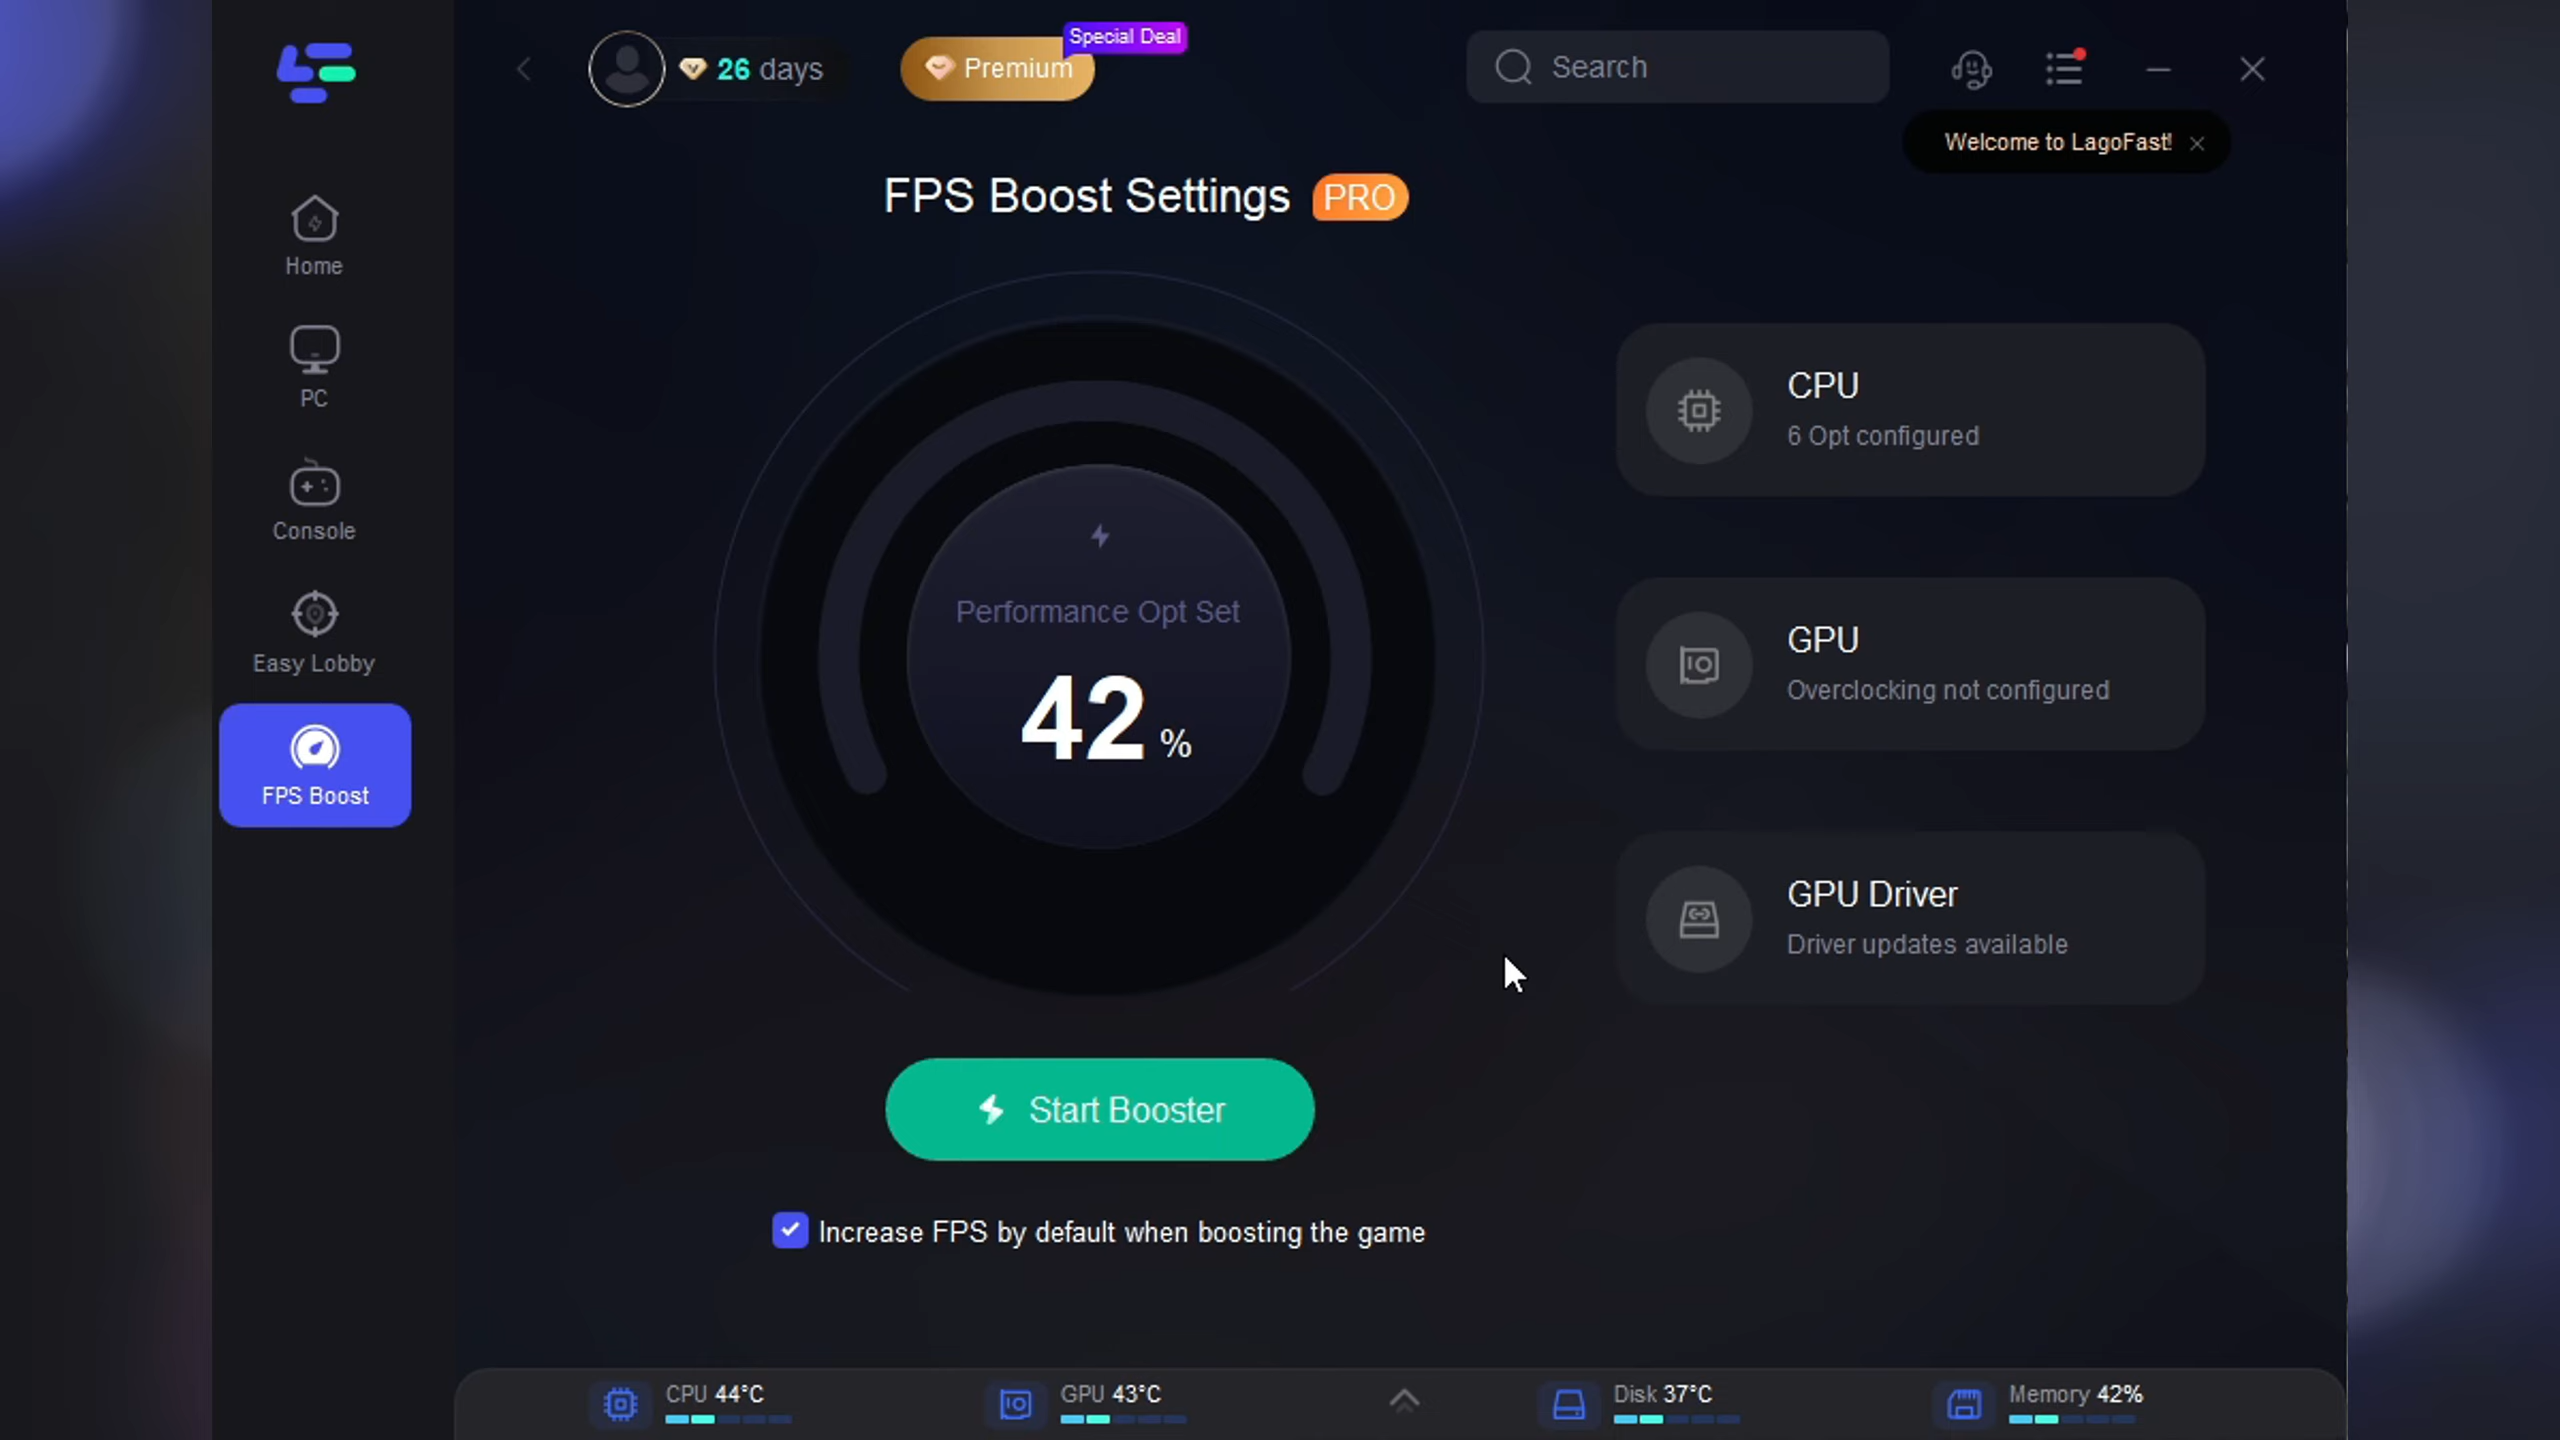 26 days
Premium
Special Deal
Search
Welcome to LagoFast!
Home
PC
Console
Easy Lobby
FPS Boost
FPS Boost Settings PRO
Performance Opt Set
42 %
CPU
6 Opt configured
GPU
Overclocking not configured
GPU Driver
Driver updates available
Start Booster
Increase FPS by default when boosting the game
CPU 44°C
GPU 43°C
Disk 37°C
Memory 42%